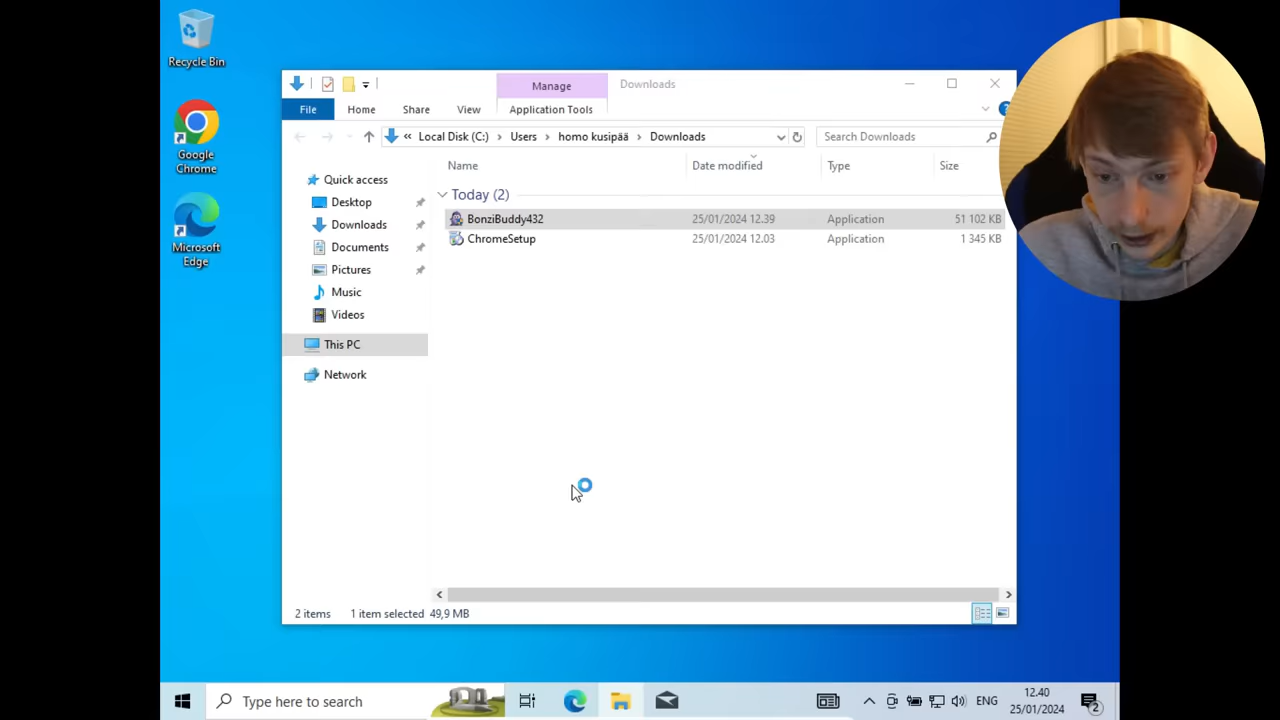 Recycle Bin
Google
Chrome
Microsoft
Edge
Manage
Downloads
File
Home
Share
View
Application Tools
« Local Disk (C:) › Users › homo kusipää › Downloads
Search Downloads
Name
Date modified
Type
Size
Today (2)
BonziBuddy432 25/01/2024 12.39 Application 51 102 KB
ChromeSetup 25/01/2024 12.03 Application 1 345 KB
Quick access
Desktop
Downloads
Documents
Pictures
Music
Videos
This PC
Network
2 items 1 item selected 49,9 MB
Type here to search
ENG
12.40
25/01/2024
2